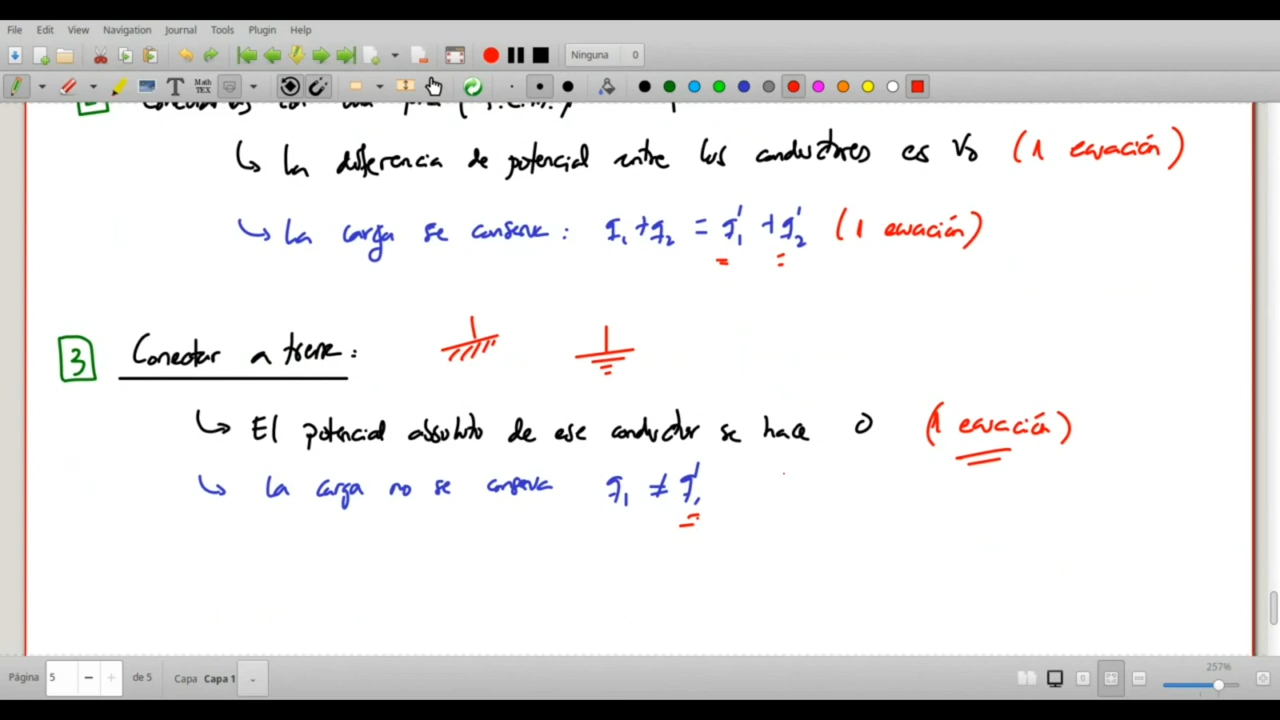 File Edit View Navigation Journal Tools Plugin Help
Ninguna 0
T Math TEX
↳ La diferencia de potencial entre los conductores es V₀ (1 ecuación)
↳ La carga se conserva: q₁ + q₂ = q₁' + q₂' (1 ecuación)
3 Conectar a tierra:
↳ El potencial absoluto de ese conductor se hace 0 (1 ecuación)
↳ La carga no se conserva q₁ ≠ q₁'
Página 5 de 5 Capa Capa 1 257%